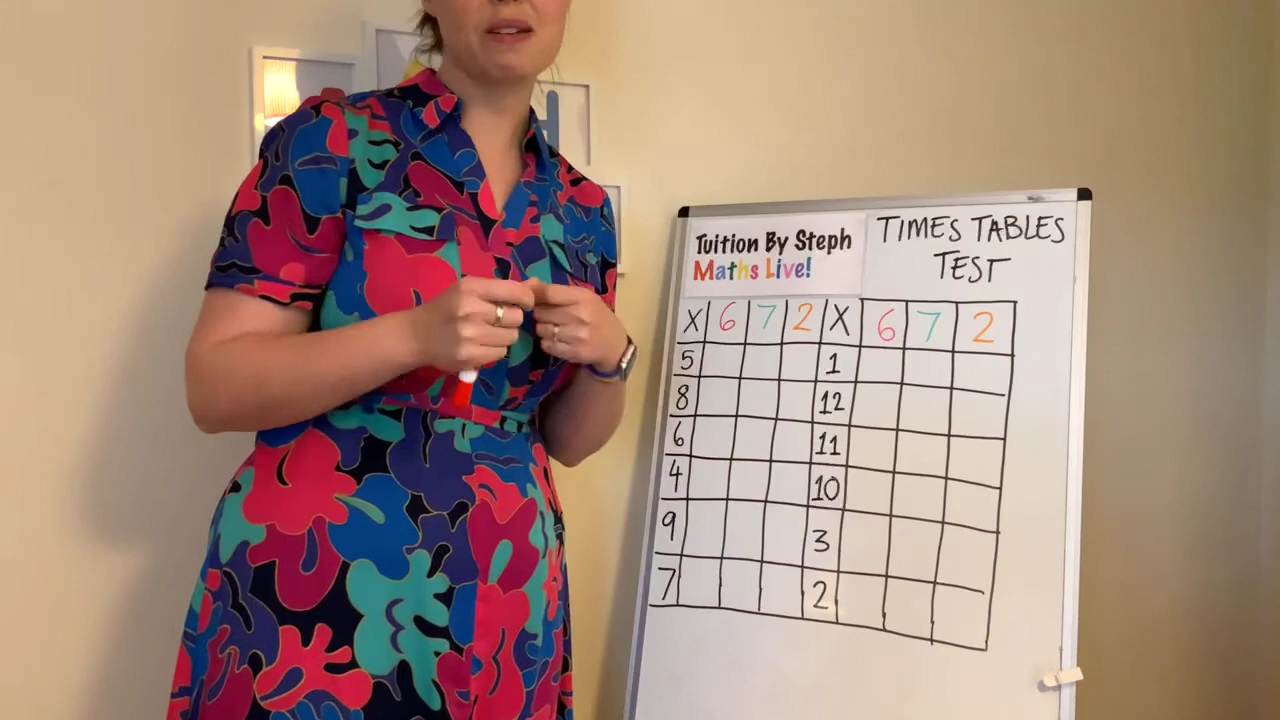 Tuition By Steph
Maths Live!
TIMES TABLES
TEST
X 6 7 2 X 6 7 2
5 1
8 12
6 11
4 10
9 3
7 2